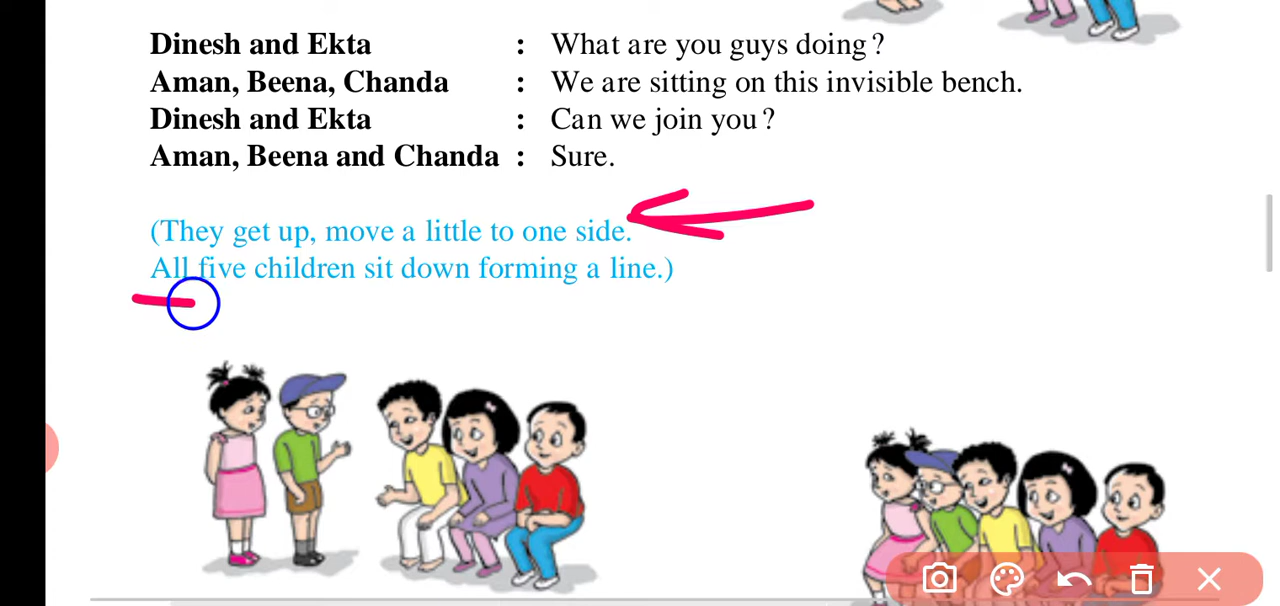 Dinesh and Ekta : What are you guys doing?
Aman, Beena, Chanda : We are sitting on this invisible bench.
Dinesh and Ekta : Can we join you?
Aman, Beena and Chanda : Sure.
(They get up, move a little to one side.
All five children sit down forming a line.)